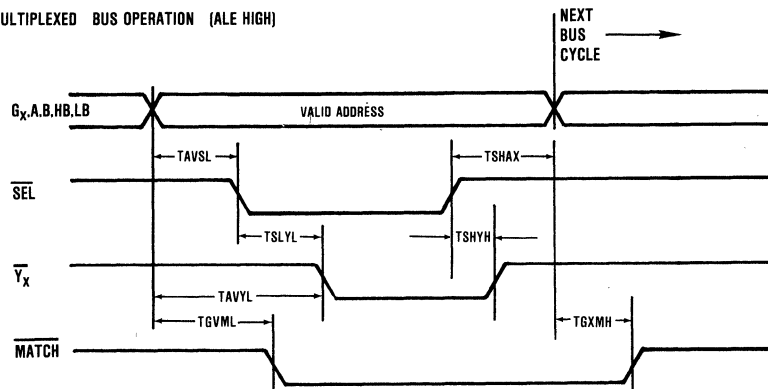 ULTIPLEXED BUS OPERATION (ALE HIGH)
NEXT
BUS
CYCLE
GX,A,B,HB,LB
VALID ADDRESS
TAVSL
TSHAX
SEL
TSLYL
TSHYH
YX
TAVYL
TGVML
TGXMH
MATCH